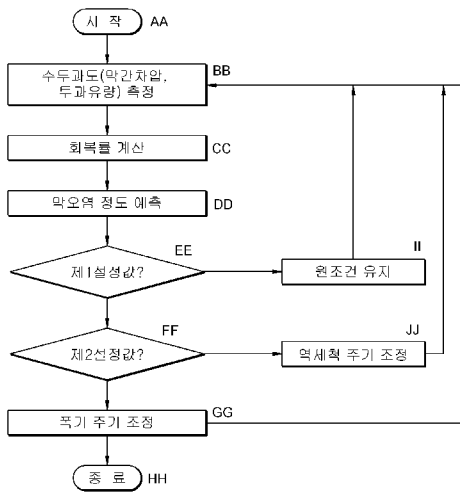 시 작 AA
수투과도(막간차압, BB
투과유량) 측정
회복률 계산 CC
막오염 정도 예측 DD
제1설정값? EE
원조건 유지 II
제2선정값? FF
역세척 주기 조정 JJ
폭기 주기 조정 GG
종 료 HH